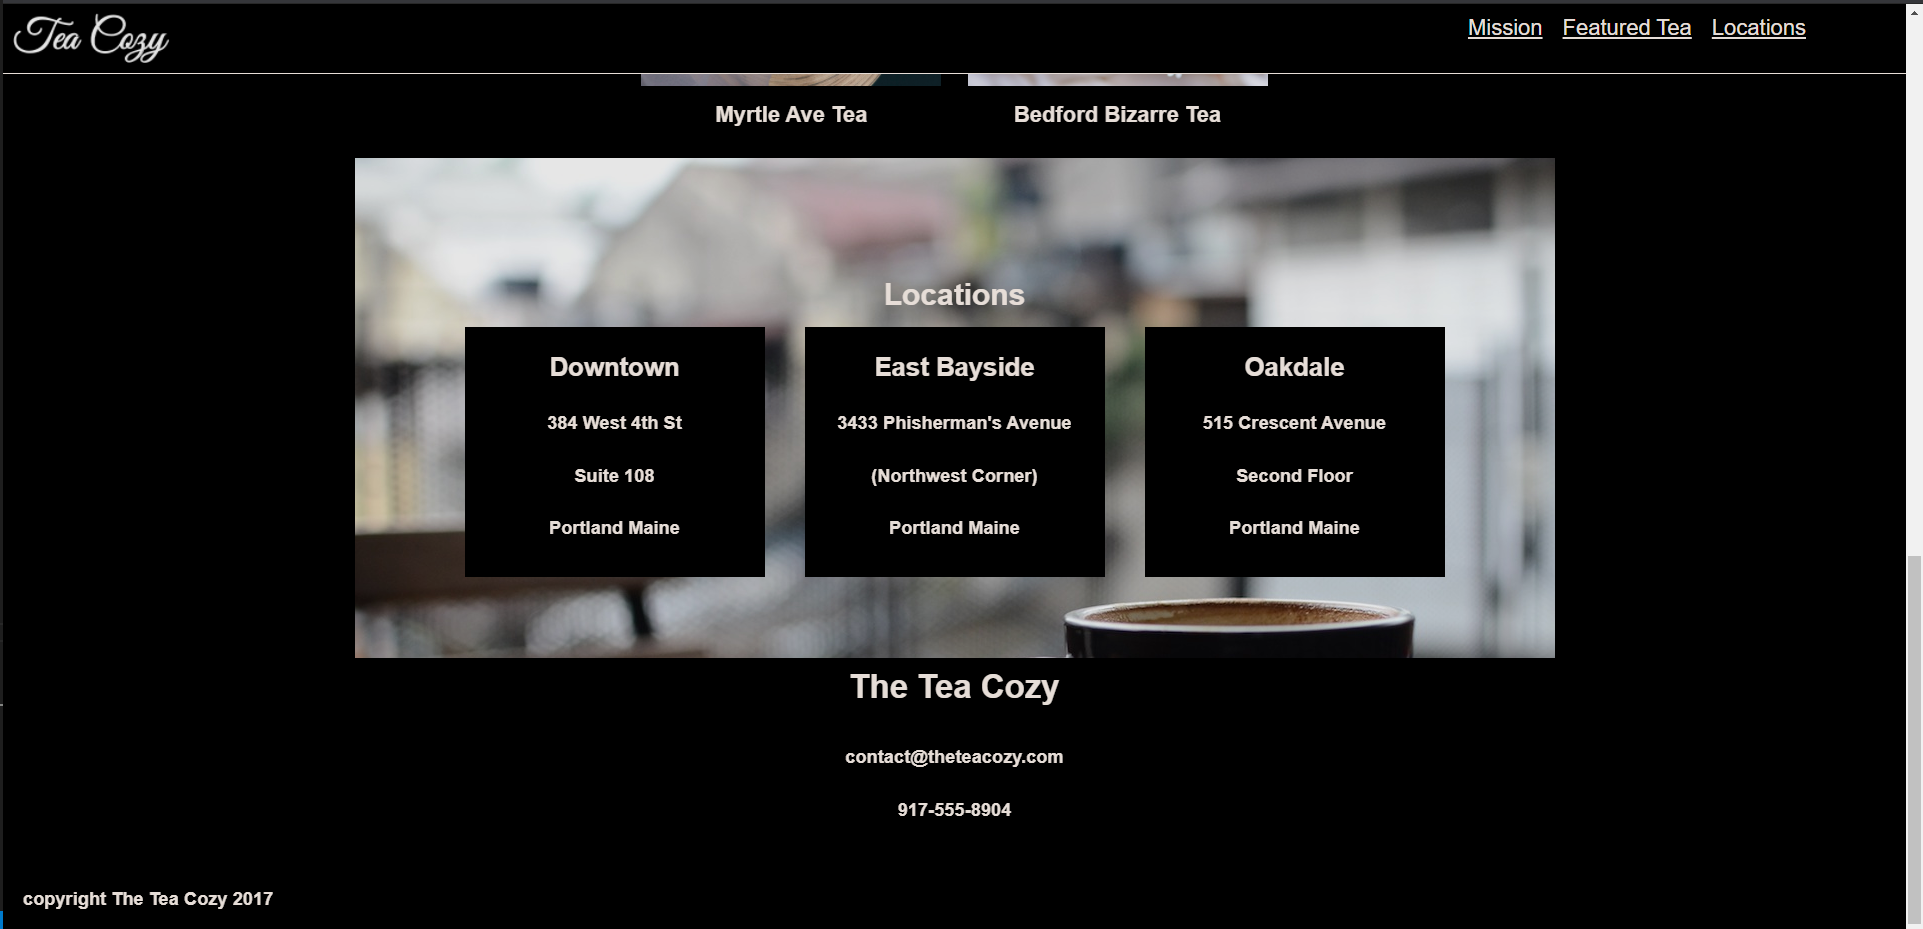 Tea Cozy
Mission Featured Tea Locations
Myrtle Ave Tea
Bedford Bizarre Tea
Locations
Downtown
384 West 4th St
Suite 108
Portland Maine
East Bayside
3433 Phisherman's Avenue
(Northwest Corner)
Portland Maine
Oakdale
515 Crescent Avenue
Second Floor
Portland Maine
The Tea Cozy
contact@theteacozy.com
917-555-8904
copyright The Tea Cozy 2017